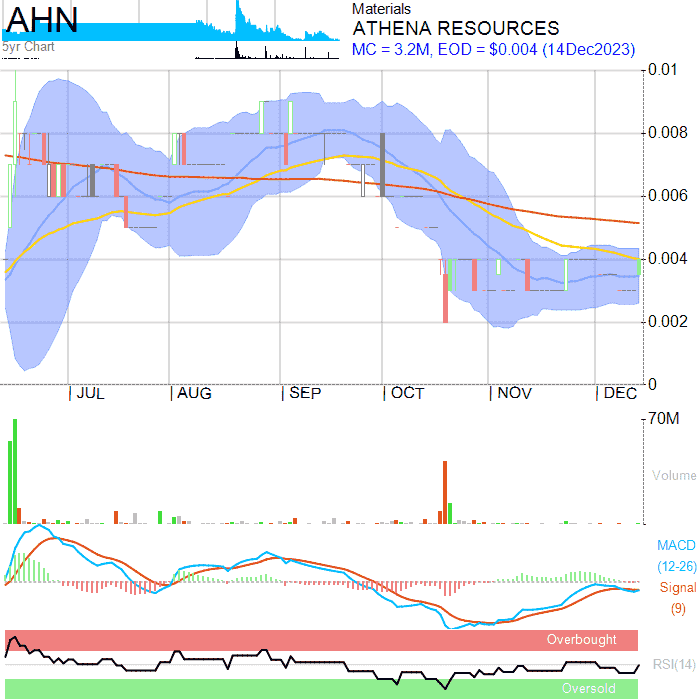 AHN
5yr Chart
Materials
ATHENA RESOURCES
MC = 3.2M, EOD = $0.004 (14Dec2023)
0.01
0.008
0.006
0.004
0.002
0
| JUL | AUG | SEP | OCT | NOV | DEC
70M
Volume
MACD
(12-26)
Signal
(9)
Overbought
RSI(14)
Oversold